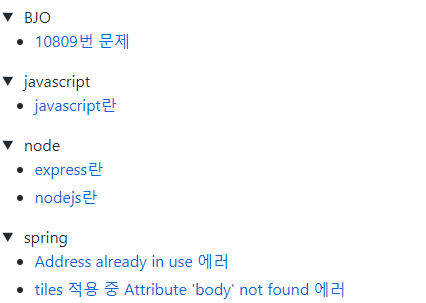 BJO
10809번 문제
javascript
javascript란
node
express란
nodejs란
spring
Address already in use 에러
tiles 적용 중 Attribute 'body' not found 에러